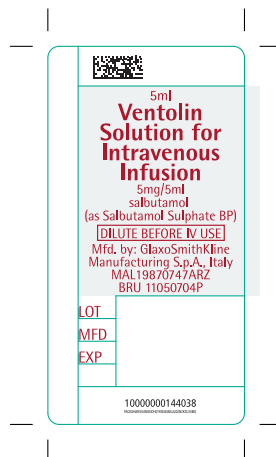 5ml
Ventolin
Solution for
Intravenous
Infusion
5mg/5ml
salbutamol
(as Salbutamol Sulphate BP)
DILUTE BEFORE IV USE
Mfd. by: GlaxoSmithKline
Manufacturing S.p.A., Italy
MAL19870747ARZ
BRU 11050704P
LOT
MFD
EXP
10000000144038